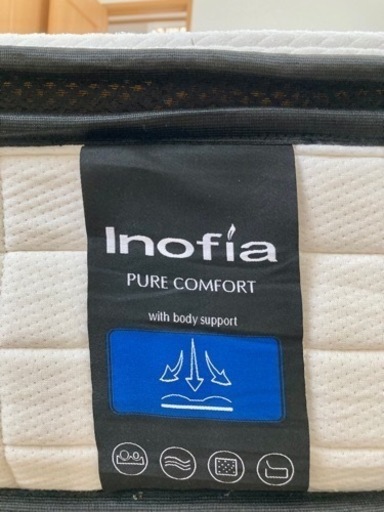 Inofia
PURE COMFORT
with body support